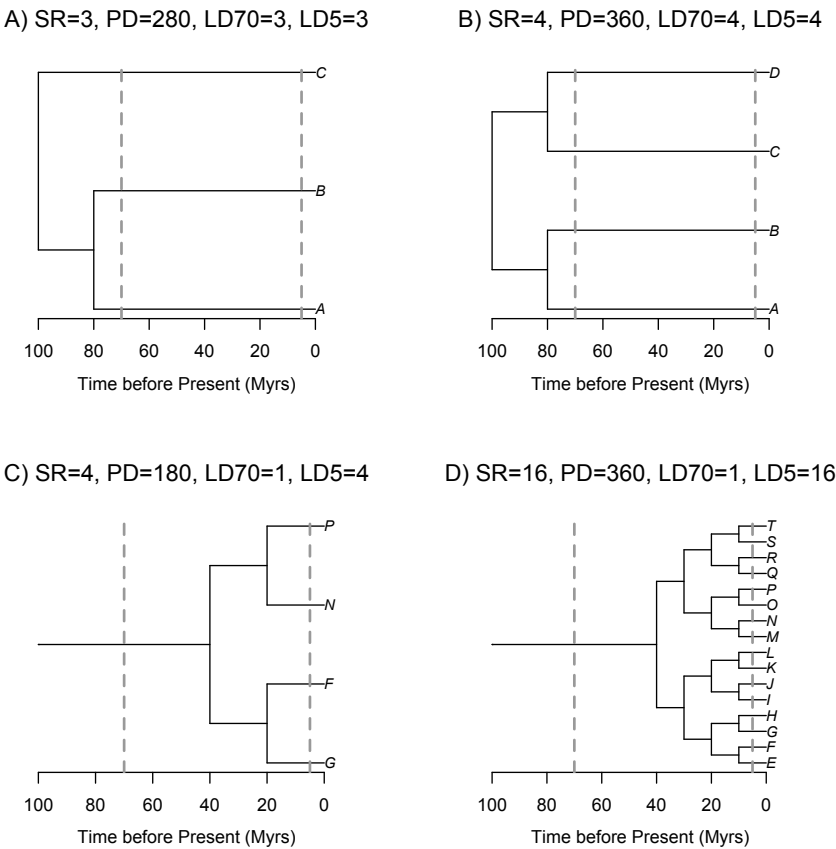 A) SR=3, PD=280, LD70=3, LD5=3
C
B
A
100 80 60 40 20 0
Time before Present (Myrs)
B) SR=4, PD=360, LD70=4, LD5=4
D
C
B
A
100 80 60 40 20 0
Time before Present (Myrs)
C) SR=4, PD=180, LD70=1, LD5=4
P
N
F
G
100 80 60 40 20 0
Time before Present (Myrs)
D) SR=16, PD=360, LD70=1, LD5=16
T
S
R
Q
P
O
N
M
L
K
J
I
H
G
F
E
100 80 60 40 20 0
Time before Present (Myrs)